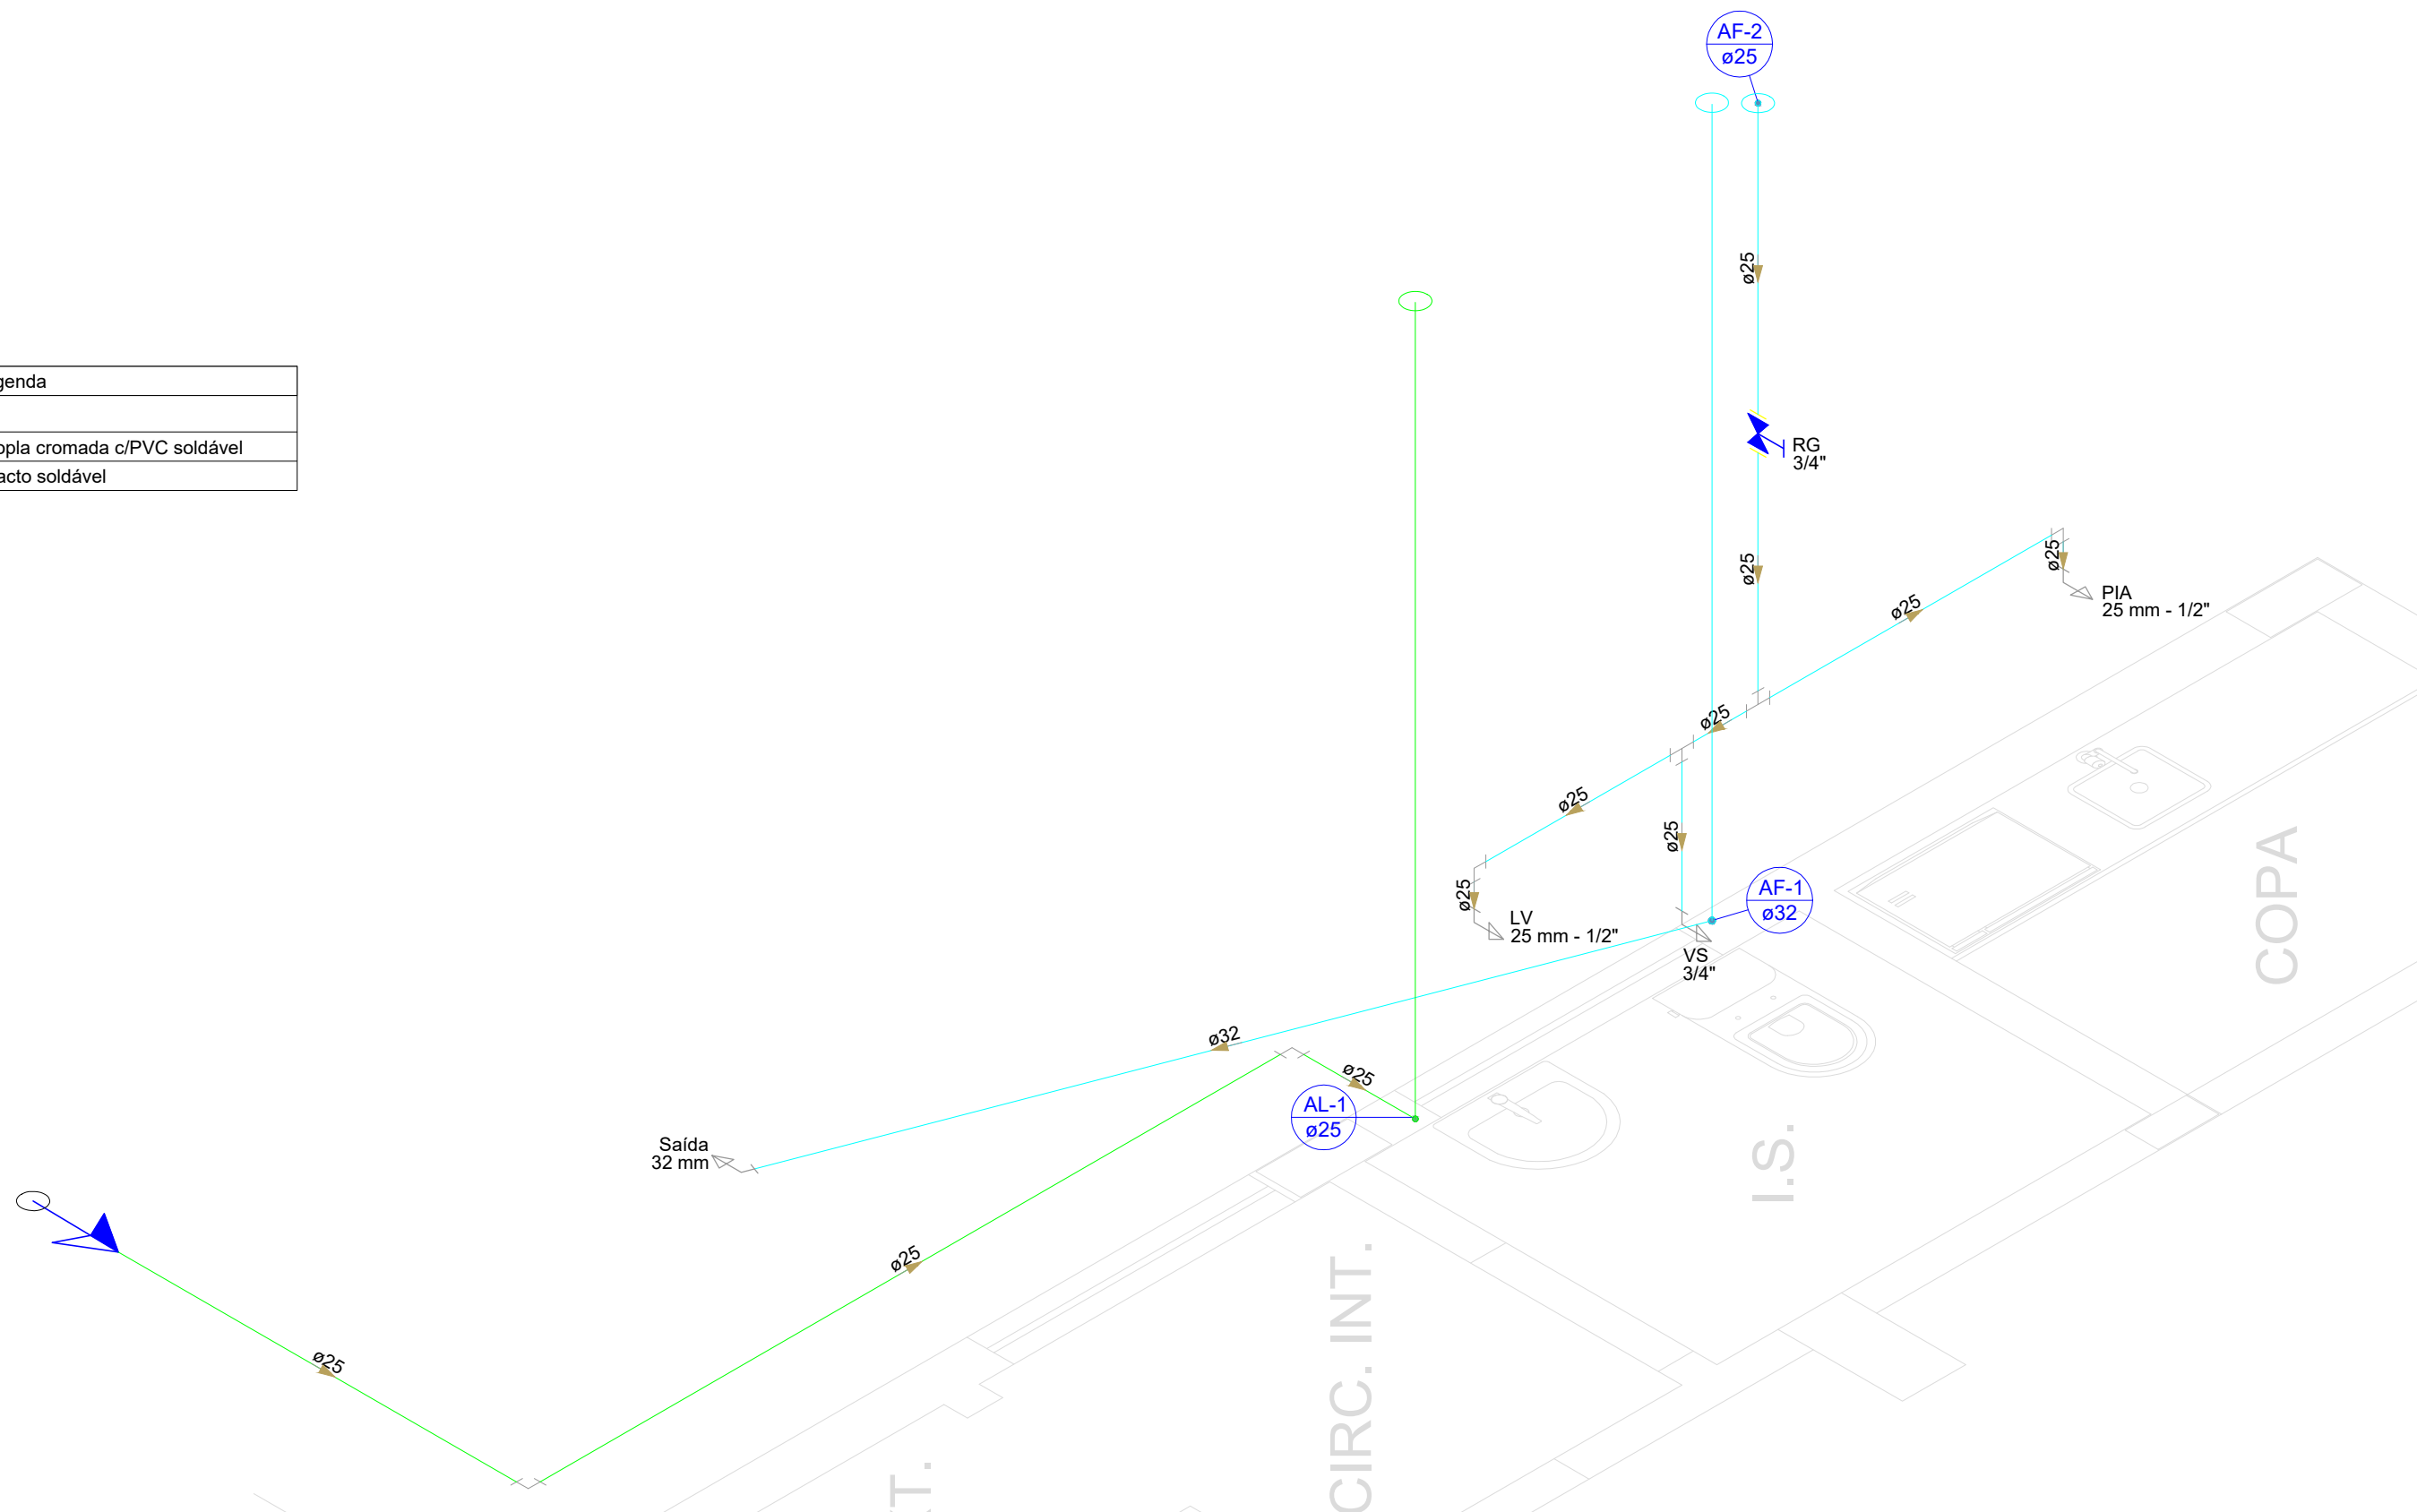 AF-2
ø25
ø25
genda
opla cromada c/PVC soldável
acto soldável
RG
3/4"
ø25
ø25
PIA
25 mm - 1/2"
ø25
ø25
ø25
ø25
ø25
AF-1
ø32
LV
25 mm - 1/2"
VS
3/4"
COPA
ø32
ø25
AL-1
ø25
Saída
32 mm
I.S.
ø25
CIRC. INT.
ø25
T.